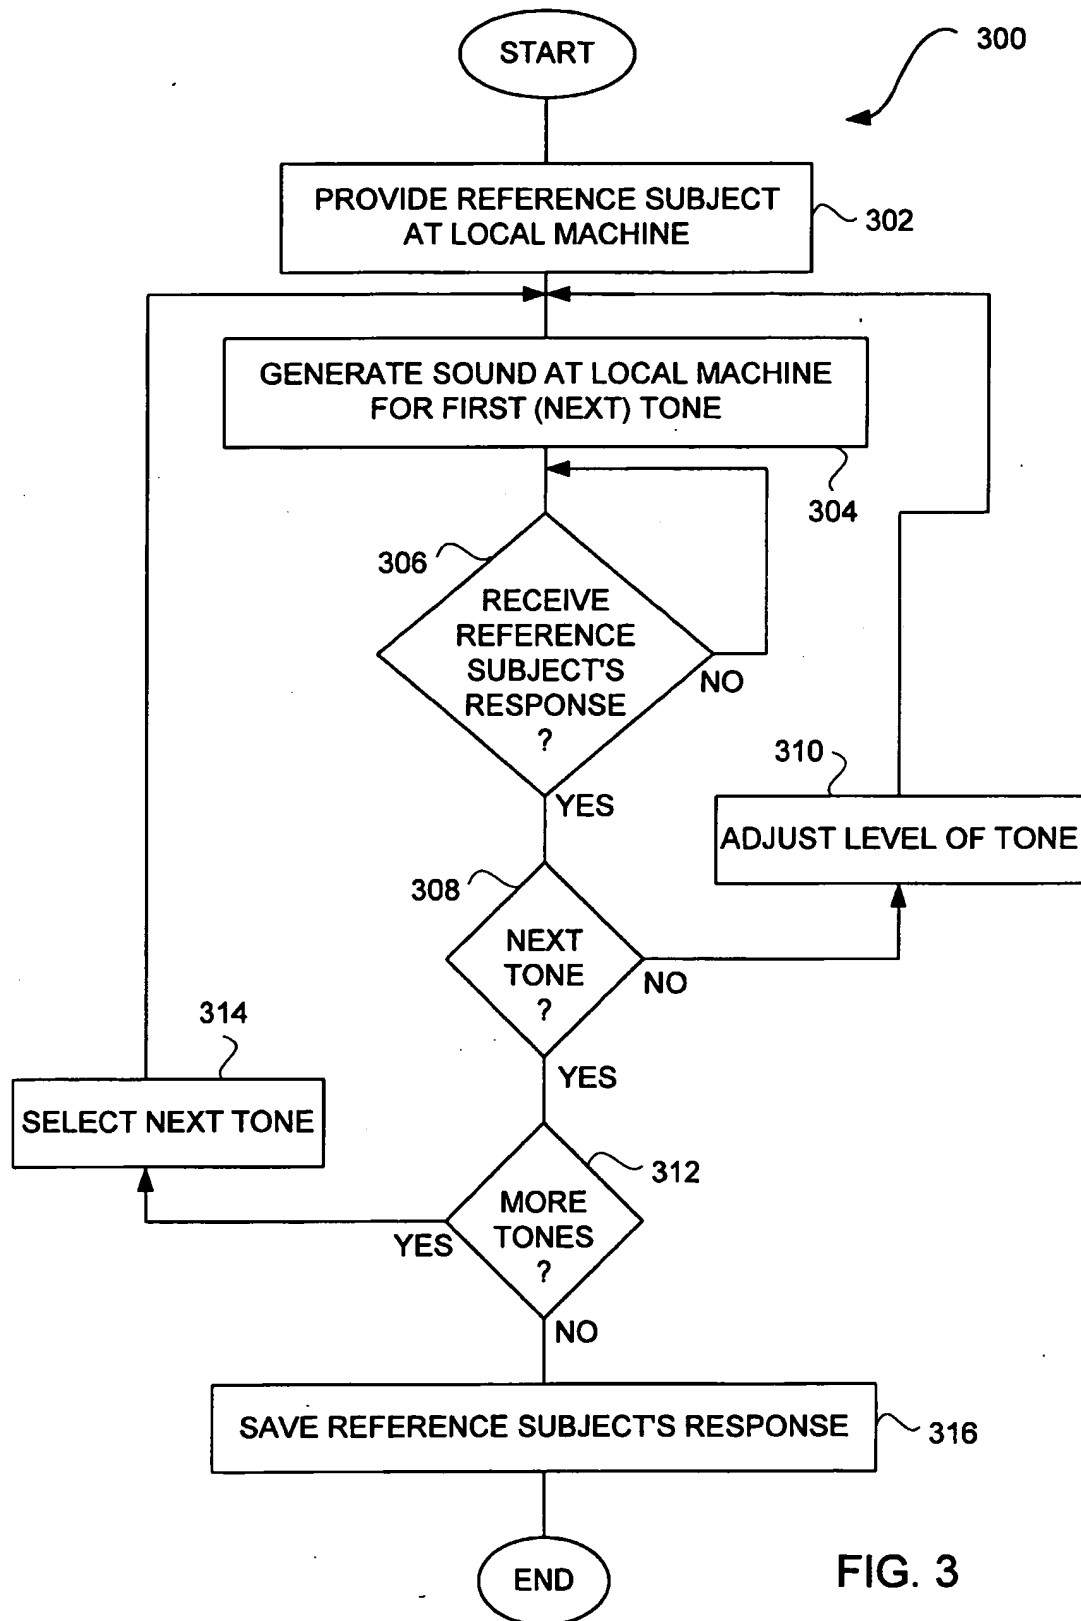 START
300
PROVIDE REFERENCE SUBJECT
AT LOCAL MACHINE
302
GENERATE SOUND AT LOCAL MACHINE
FOR FIRST (NEXT) TONE
304
306
RECEIVE
REFERENCE
SUBJECT'S
RESPONSE
?
NO
YES
310
ADJUST LEVEL OF TONE
308
NEXT
TONE
?
NO
YES
314
SELECT NEXT TONE
312
MORE
TONES
?
YES
NO
SAVE REFERENCE SUBJECT'S RESPONSE
316
END
FIG. 3